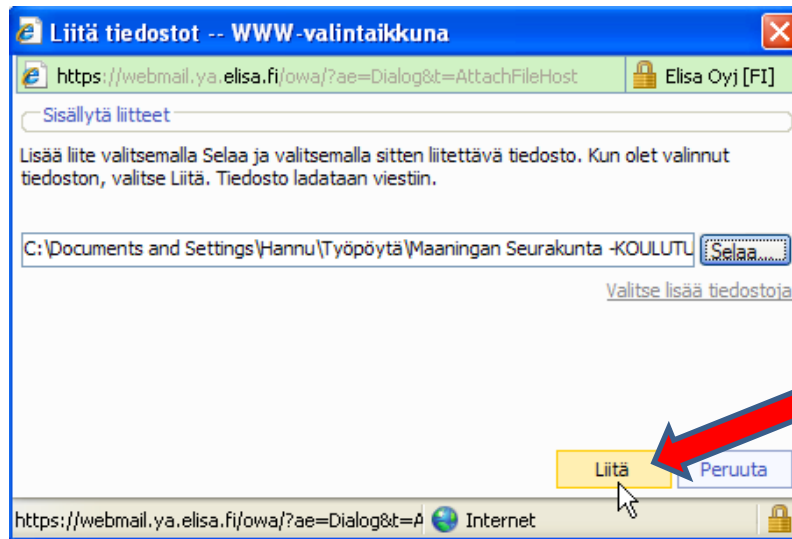 Liitä tiedostot -- WWW-valintaikkuna
https://webmail.ya.elisa.fi/owa/?ae=Dialog&t=AttachFileHost Elisa Oyj [FI]
Sisällytä liitteet
Lisää liite valitsemalla Selaa ja valitsemalla sitten liitettävä tiedosto. Kun olet valinnut
tiedoston, valitse Liitä. Tiedosto ladataan viestiin.
C:\Documents and Settings\Hannu\Työpöytä\Maaningan Seurakunta -KOULUTU Selaa...
Valitse lisää tiedostoja
Liitä Peruuta
https://webmail.ya.elisa.fi/owa/?ae=Dialog&t=A Internet